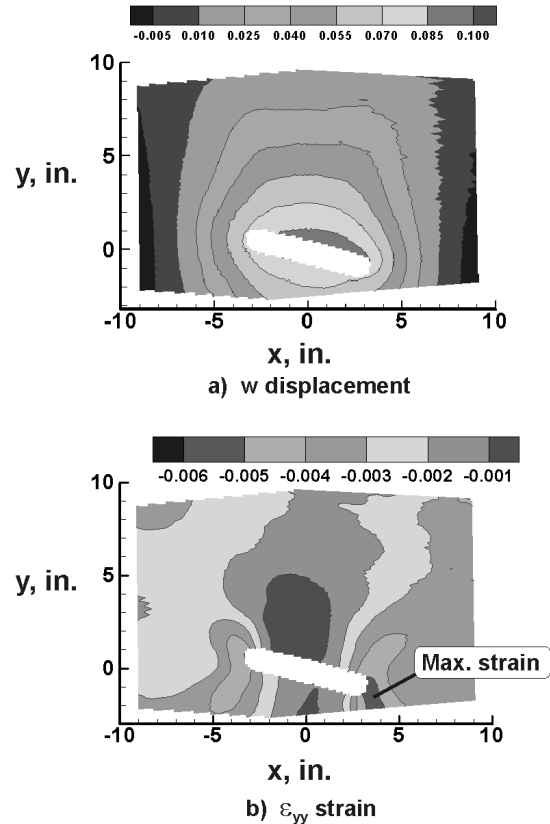 -0.005 0.010 0.025 0.040 0.055 0.070 0.085 0.100
10
5
0
y, in.
-10 -5 0 5 10
x, in.
a) w displacement
-0.006 -0.005 -0.004 -0.003 -0.002 -0.001
10
5
0
y, in.
Max. strain
-10 -5 0 5 10
x, in.
b) εyy strain